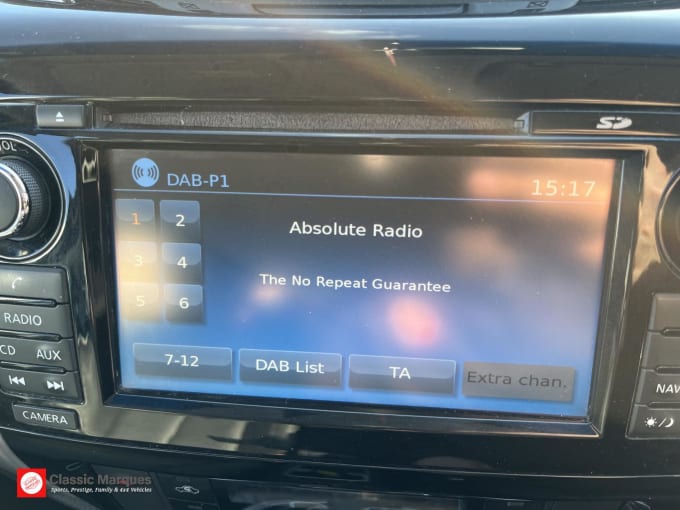 SD
VOL
DAB-P1
15:17
1
2
Absolute Radio
3
4
The No Repeat Guarantee
5
6
RADIO
CD AUX
7-12
DAB List
TA
Extra chan.
NAV
CAMERA
Classic Marques
Sports, Prestige, Family & 4x4 Vehicles